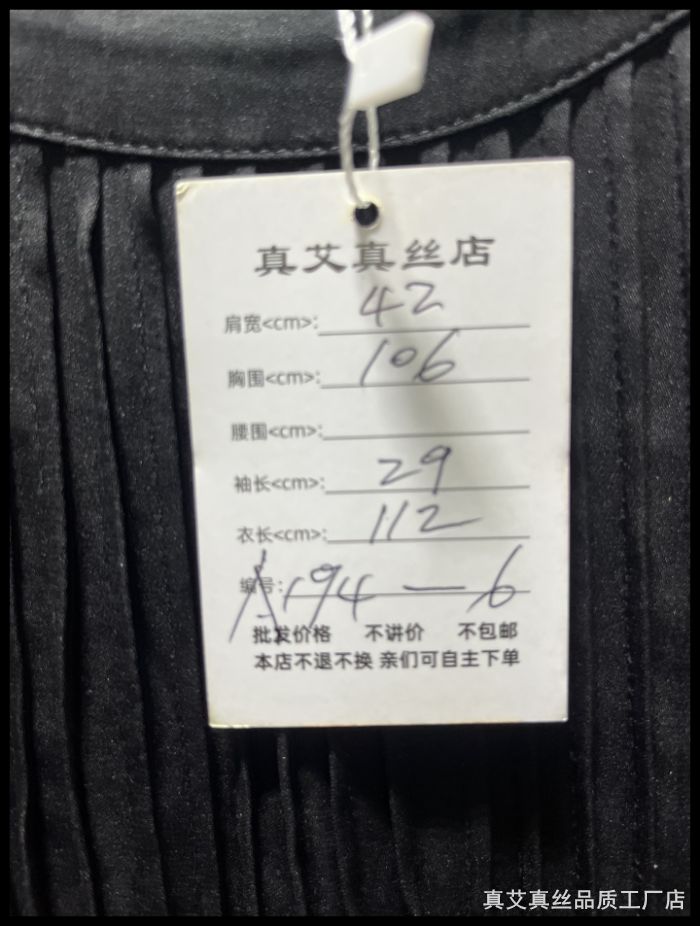 真艾真丝店
肩宽<cm>: 42
胸围<cm>: 106
腰围<cm>:
袖长<cm>: 29
衣长<cm>: 112
编号: A194-6
批发价格 不讲价 不包邮
本店不退不换 亲们可自主下单
真艾真丝品质工厂店